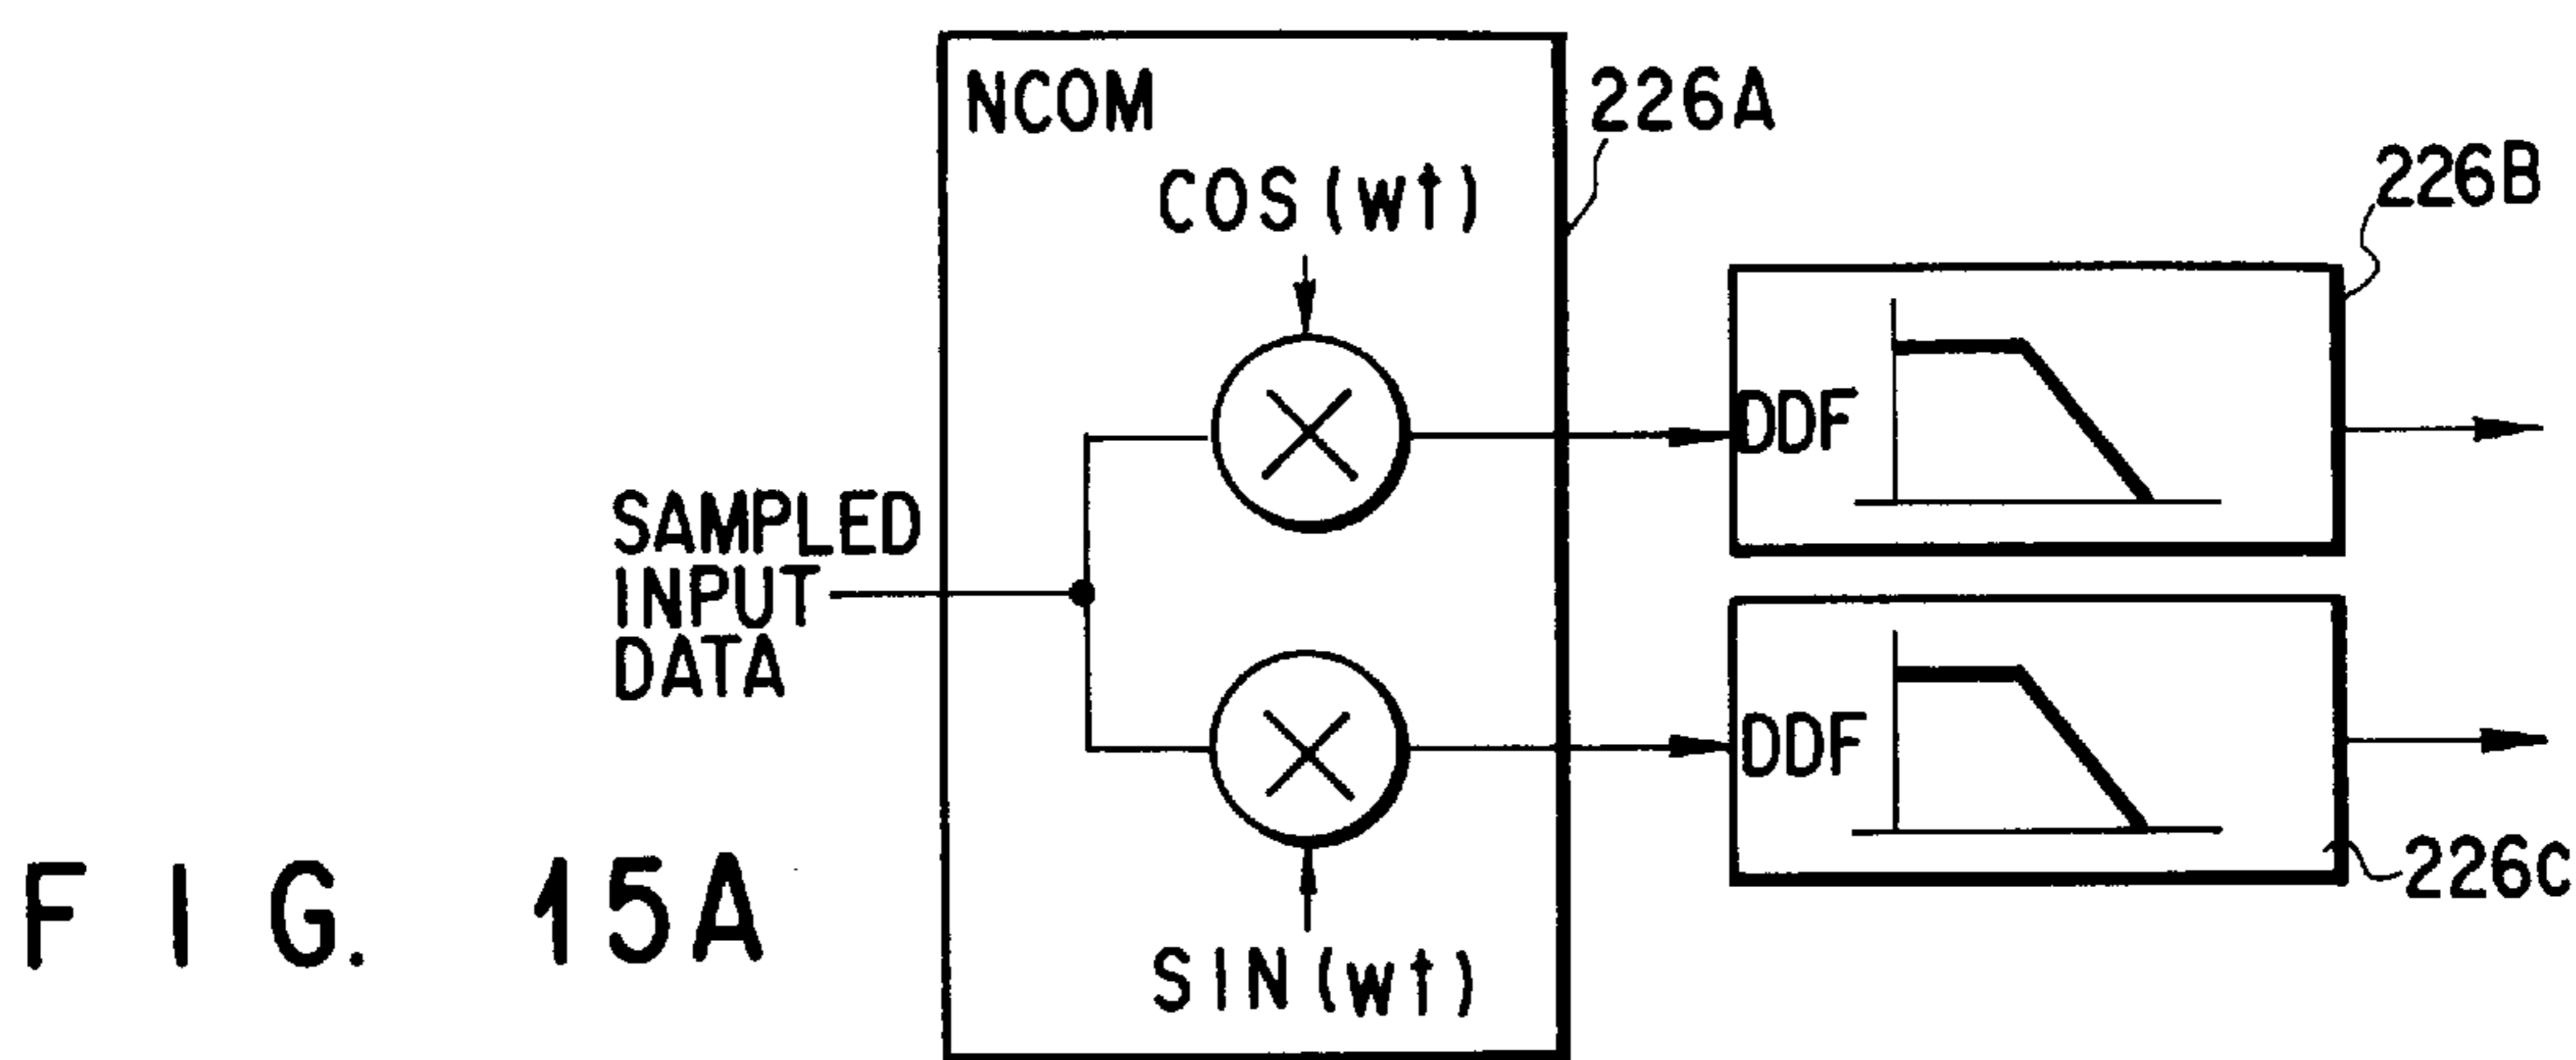 NCOM
226A
COS(wt)
226B
DDF
SAMPLED
INPUT
DATA
DDF
226C
SIN(wt)
FIG. 15A